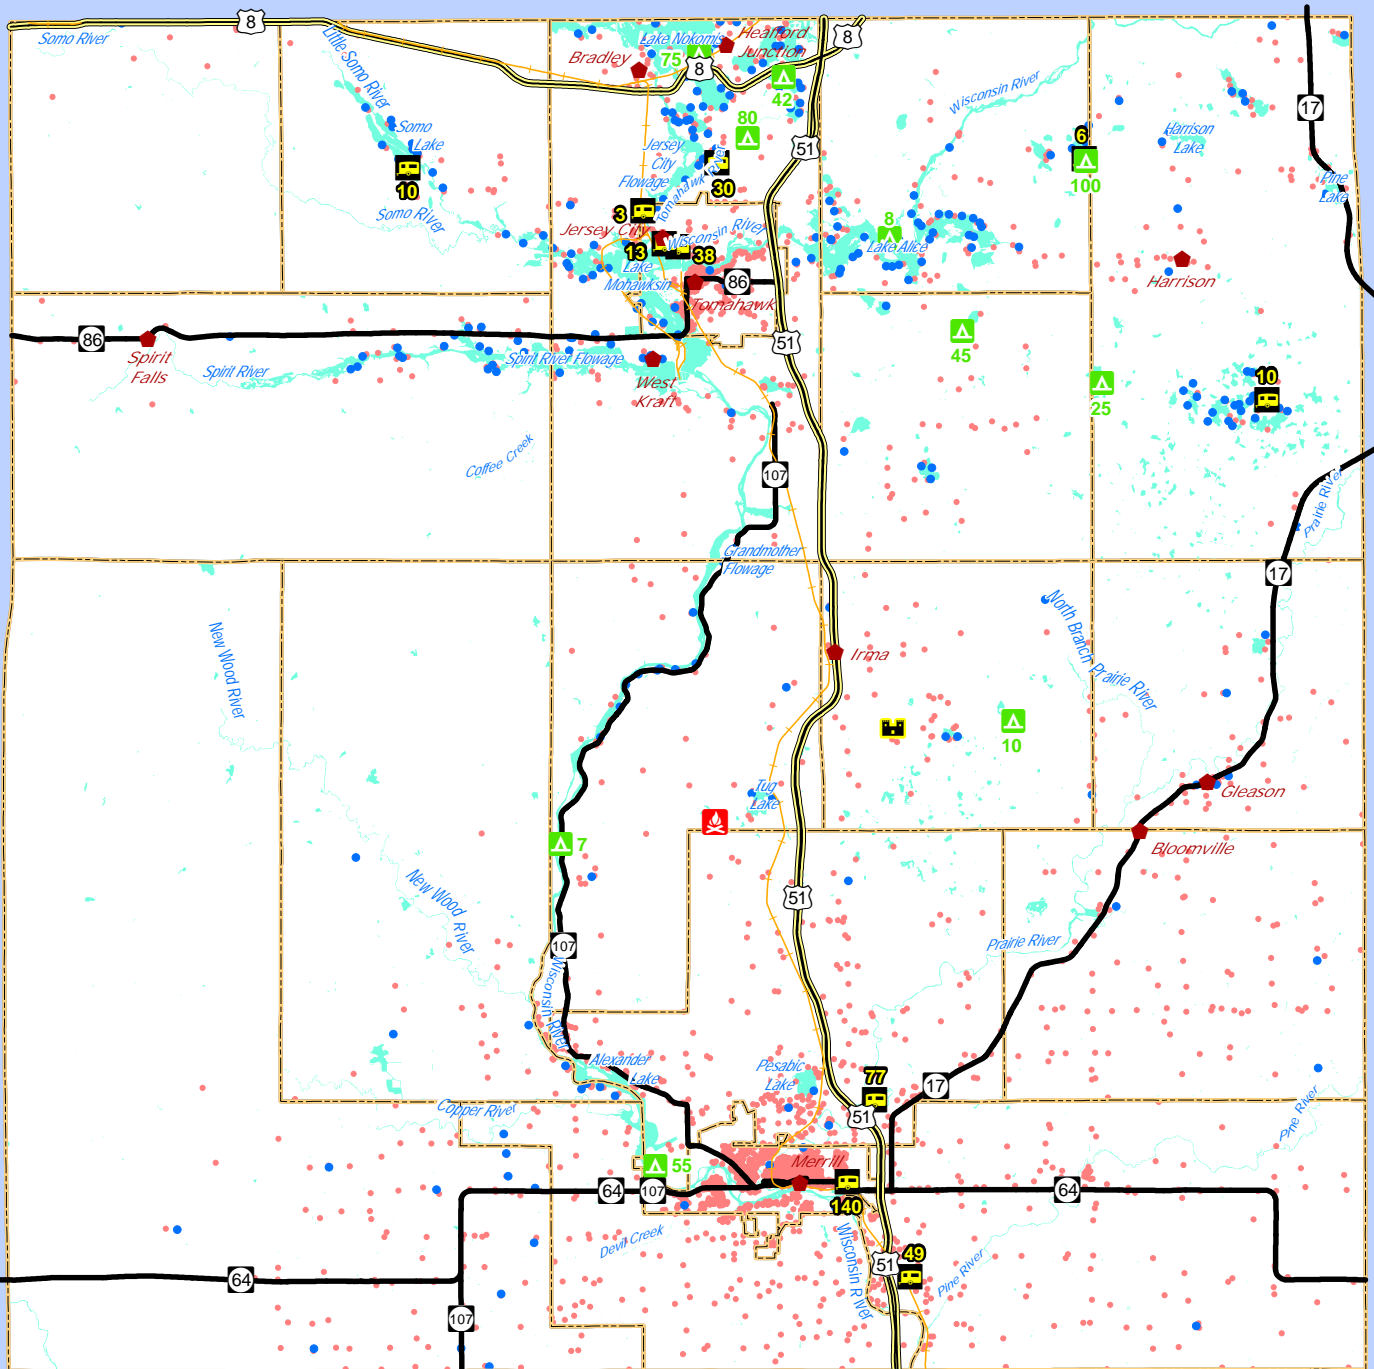 8
Somo River
Little Somo River
Bradley
Lake Nokomis
75
8
Heafford
Junction
8
42
Wisconsin River
17
80
51
Somo
Lake
10
Somo River
Jersey
City
Flowage
Tomahawk River
30
6
100
Harrison
Lake
Pine
Lake
3
Jersey City
Wisconsin River
13
38
Lake
Mohawksin
86
Tomahawk
8
Lake Alice
Harrison
86
Spirit
Falls
Spirit River
Spirit River Flowage
West
Kraft
51
45
25
10
Coffee Creek
107
Prairie River
Grandmother
Flowage
17
New Wood River
Irma
North Branch Prairie River
10
Tug
Lake
Gleason
Bloomville
7
New Wood
River
51
107
Wisconsin River
Prairie River
Alexander
Lake
Pesabic
Lake
77
51
17
Copper River
Pine River
55
Merrill
64
107
140
64
Devil Creek
Wisconsin River
49
51
Pine River
64
107